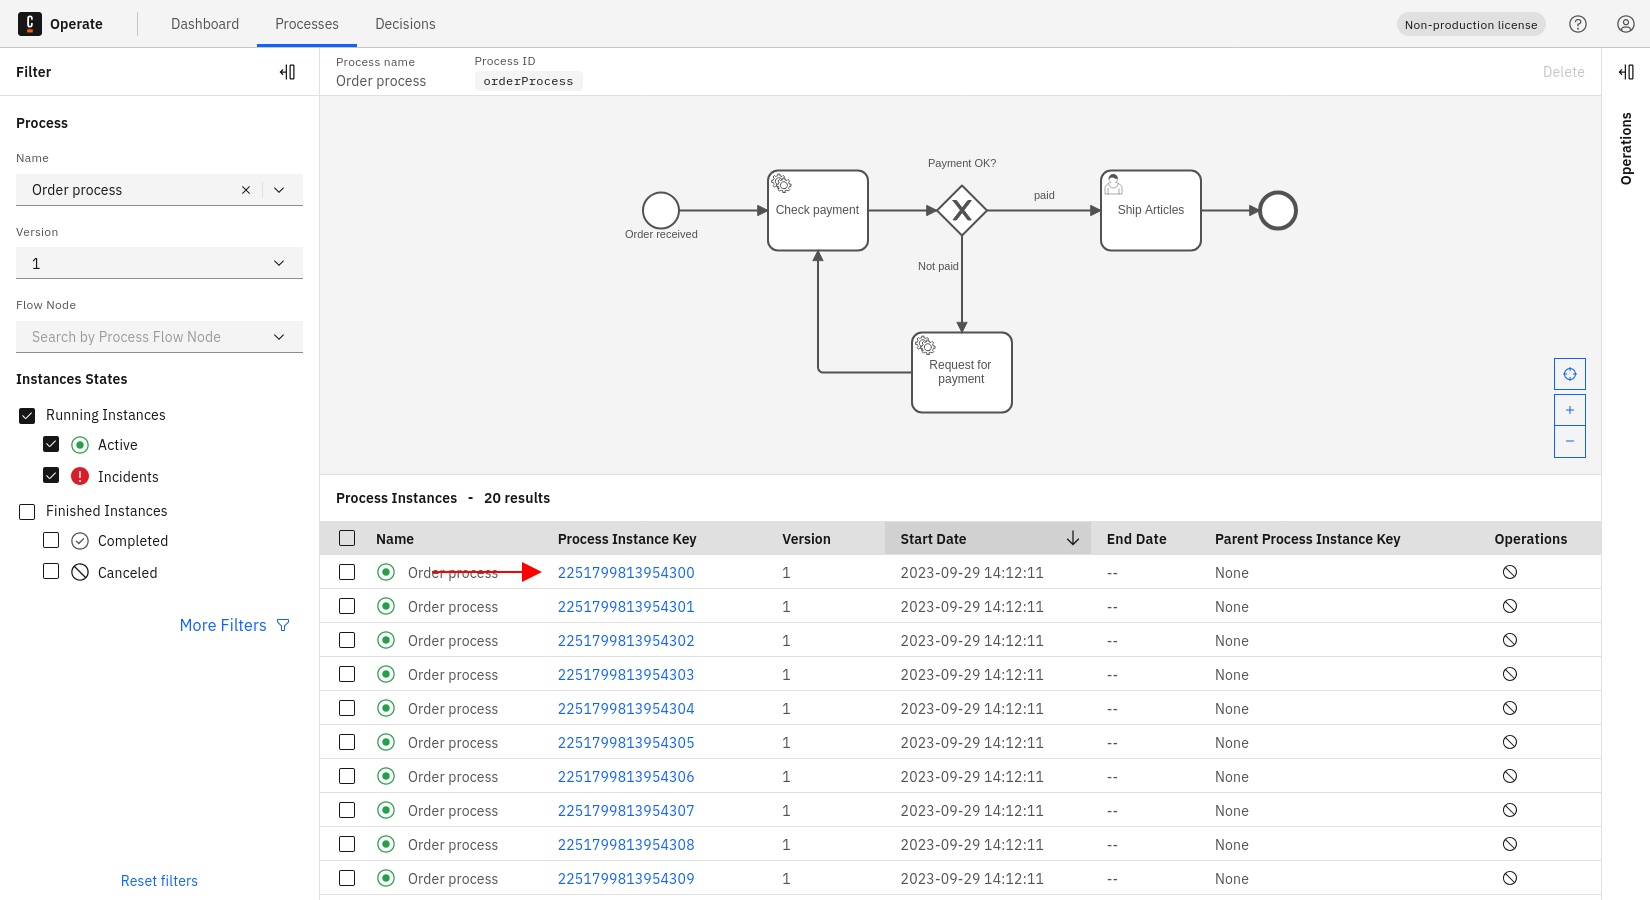 Operate
Dashboard
Processes
Decisions
Non-production license
Filter
Process name
Order process
Process ID
orderProcess
Delete
Operations
Process
Name
Order process
Version
1
Flow Node
Search by Process Flow Node
Instances States
Running Instances
Active
Incidents
Finished Instances
Completed
Canceled
More Filters
Reset filters
Order received
Check payment
Payment OK?
paid
Not paid
Ship Articles
Request for
payment
Process Instances - 20 results
Name Process Instance Key Version Start Date End Date Parent Process Instance Key Operations
Order process 2251799813954300 1 2023-09-29 14:12:11 -- None
Order process 2251799813954301 1 2023-09-29 14:12:11 -- None
Order process 2251799813954302 1 2023-09-29 14:12:11 -- None
Order process 2251799813954303 1 2023-09-29 14:12:11 -- None
Order process 2251799813954304 1 2023-09-29 14:12:11 -- None
Order process 2251799813954305 1 2023-09-29 14:12:11 -- None
Order process 2251799813954306 1 2023-09-29 14:12:11 -- None
Order process 2251799813954307 1 2023-09-29 14:12:11 -- None
Order process 2251799813954308 1 2023-09-29 14:12:11 -- None
Order process 2251799813954309 1 2023-09-29 14:12:11 -- None